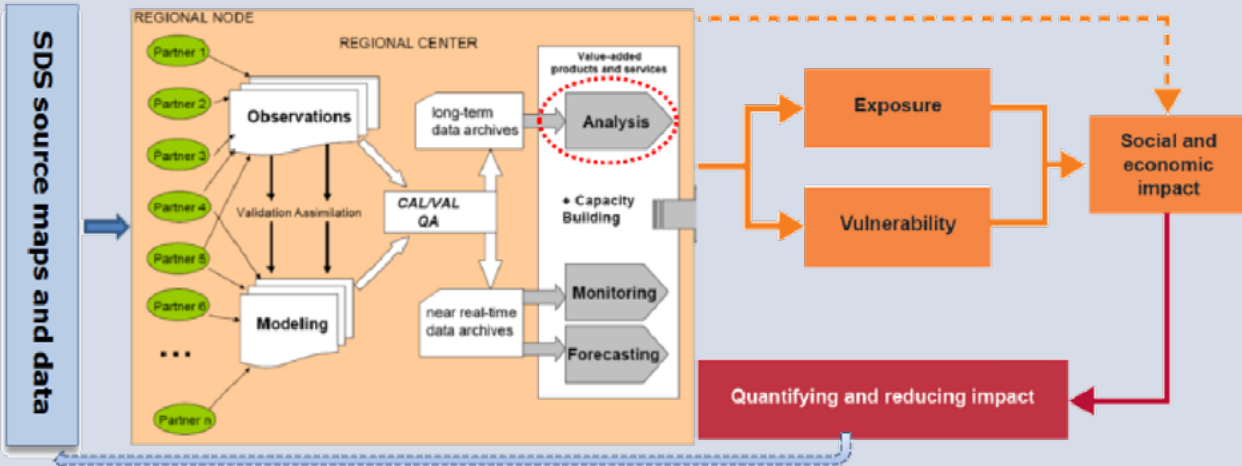 SDS source maps and data
REGIONAL NODE
REGIONAL CENTER
Partner 1
Partner 2
Partner 3
Partner 4
Partner 5
Partner 6
...
Partner n
Observations
Validation Assimilation
Modeling
CAL/VAL
QA
long-term
data archives
near real-time
data archives
Value-added
products and services
Analysis
+ Capacity
Building
Monitoring
Forecasting
Exposure
Vulnerability
Social and
economic
impact
Quantifying and reducing impact